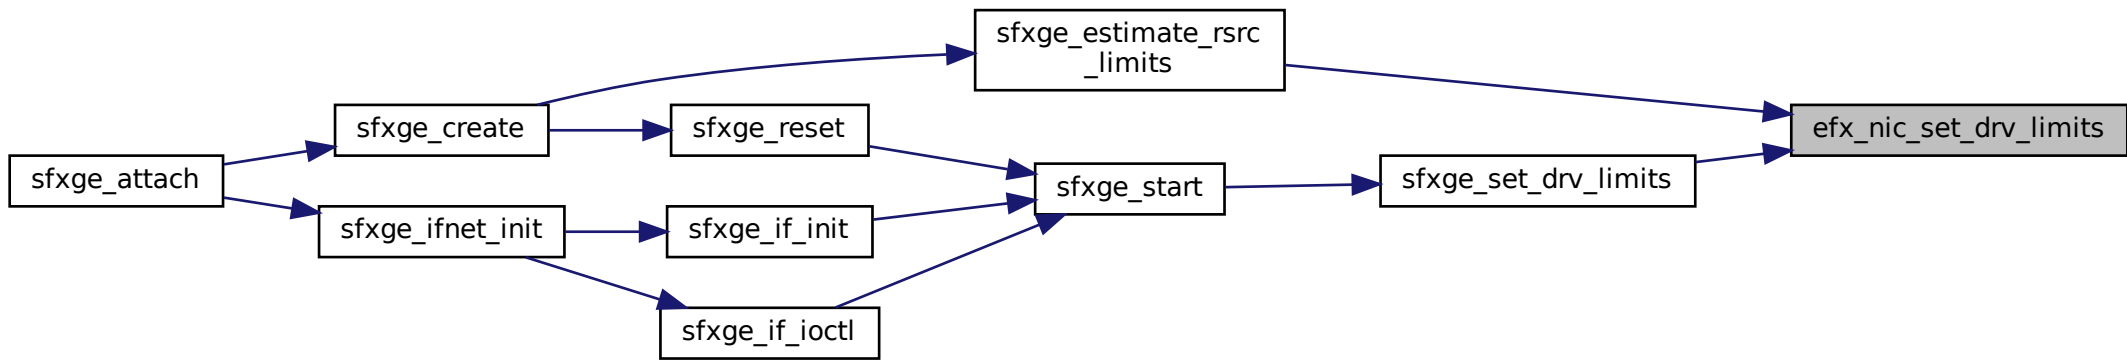 sfxge_estimate_rsrc
_limits
sfxge_create
sfxge_reset
efx_nic_set_drv_limits
sfxge_attach
sfxge_start
sfxge_set_drv_limits
sfxge_ifnet_init
sfxge_if_init
sfxge_if_ioctl